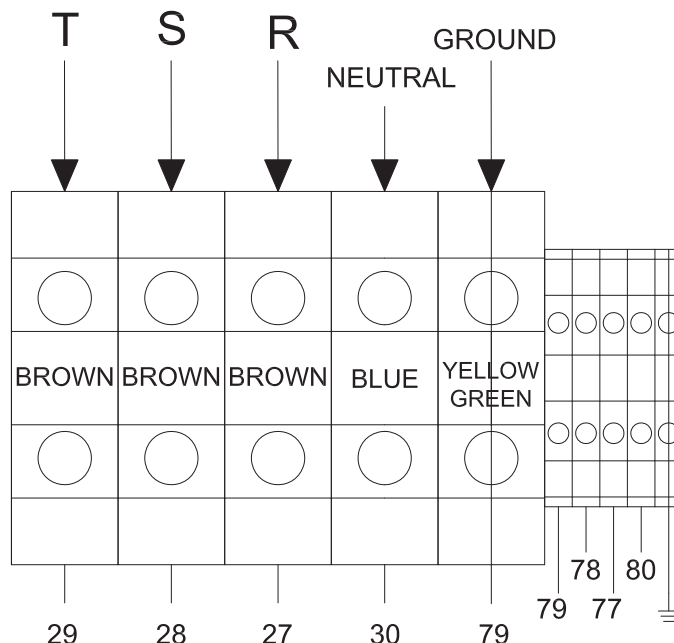 T S R GROUND
NEUTRAL
BROWN BROWN BROWN BLUE YELLOW GREEN
78 80
79 77
29 28 27 30 79